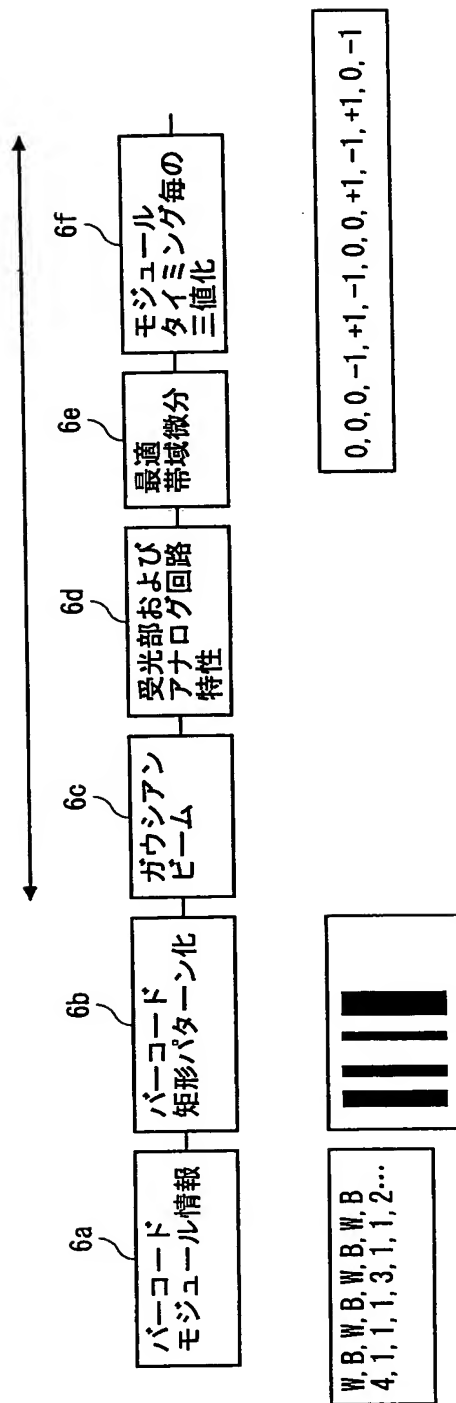 6a
バーコード
モジュール情報
6b
バーコード
矩形パターン化
6c
ガウシアン
ビーム
6d
受光部および
アナログ回路
特性
6e
最適
帯域微分
6f
モジュール
タイミング毎の
三値化
W, B, W, B, W, B, W, B
4, 1, 1, 1, 3, 1, 1, 2…
0, 0, 0, −1, +1, −1, 0, 0, +1, −1, +1, 0, −1